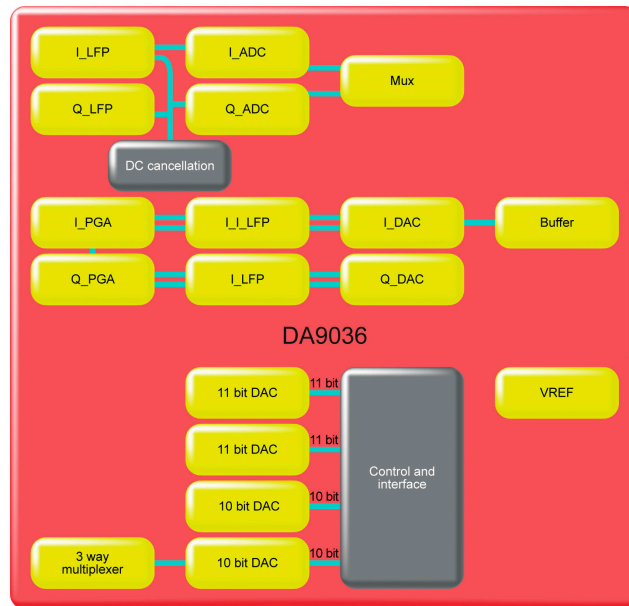 I_LFP
I_ADC
Mux
Q_LFP
Q_ADC
DC cancellation
I_PGA
I_I_LFP
I_DAC
Buffer
Q_PGA
I_LFP
Q_DAC
DA9036
11 bit DAC
11 bit
VREF
11 bit DAC
11 bit
Control and
interface
10 bit DAC
10 bit
3 way
multiplexer
10 bit DAC
10 bit